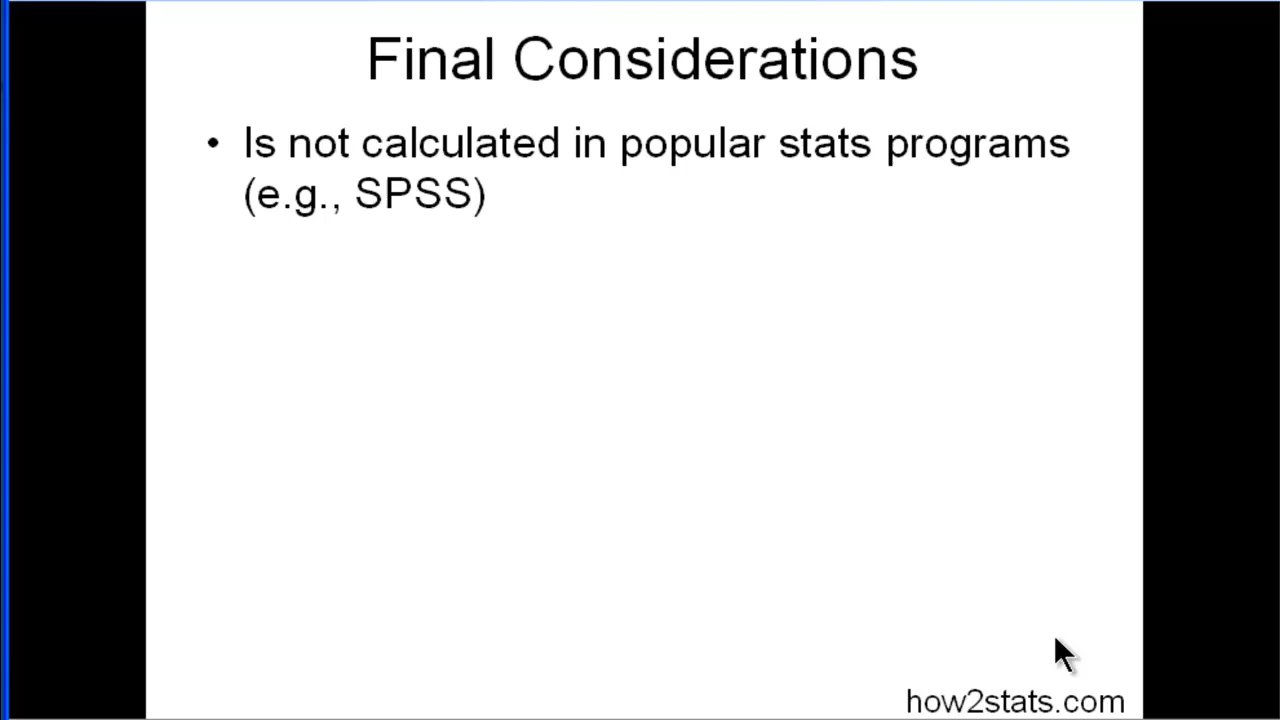 Final Considerations
• Is not calculated in popular stats programs
(e.g., SPSS)
how2stats.com